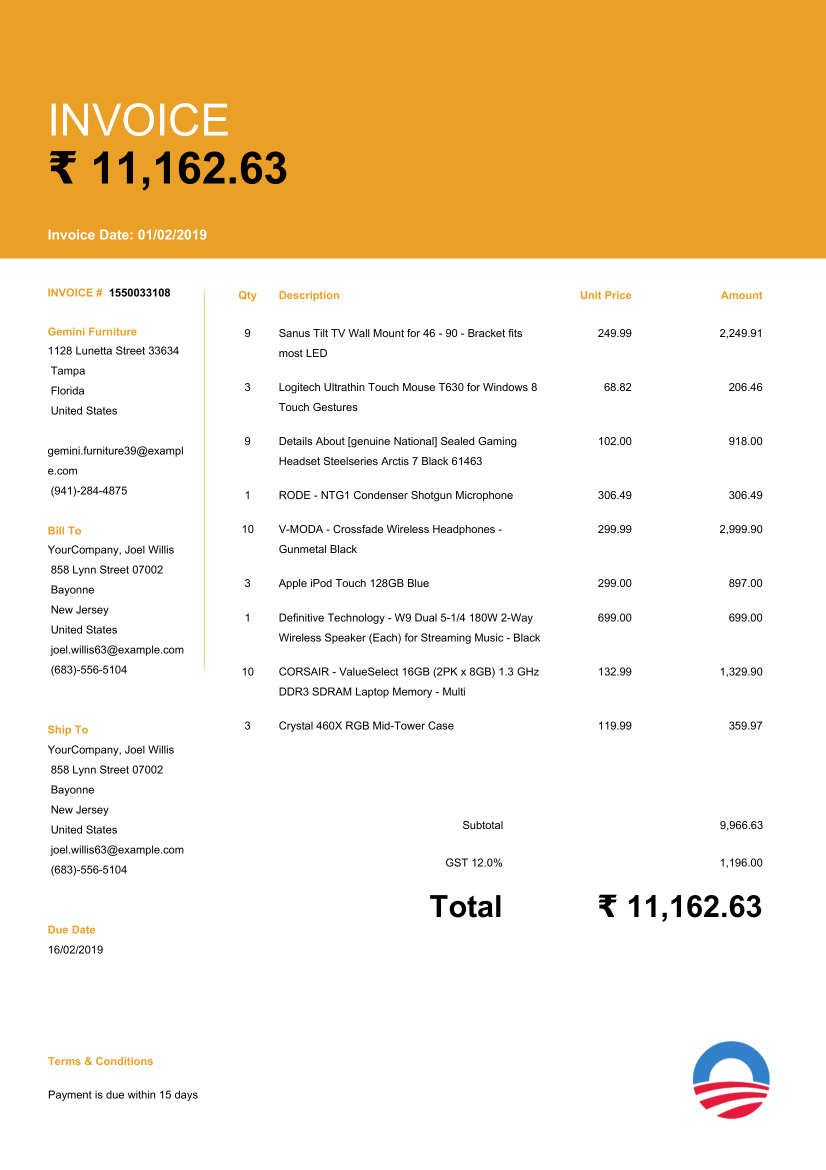 INVOICE
₹ 11,162.63
Invoice Date: 01/02/2019
INVOICE # 1550033108
Gemini Furniture
1128 Lunetta Street 33634
Tampa
Florida
United States
gemini.furniture39@exampl
e.com
(941)-284-4875
Bill To
YourCompany, Joel Willis
858 Lynn Street 07002
Bayonne
New Jersey
United States
joel.willis63@example.com
(683)-556-5104
Ship To
YourCompany, Joel Willis
858 Lynn Street 07002
Bayonne
New Jersey
United States
joel.willis63@example.com
(683)-556-5104
Due Date
16/02/2019
Qty Description Unit Price Amount
9 Sanus Tilt TV Wall Mount for 46 - 90 - Bracket fits 249.99 2,249.91
most LED
3 Logitech Ultrathin Touch Mouse T630 for Windows 8 68.82 206.46
Touch Gestures
9 Details About [genuine National] Sealed Gaming 102.00 918.00
Headset Steelseries Arctis 7 Black 61463
1 RODE - NTG1 Condenser Shotgun Microphone 306.49 306.49
10 V-MODA - Crossfade Wireless Headphones - 299.99 2,999.90
Gunmetal Black
3 Apple iPod Touch 128GB Blue 299.00 897.00
1 Definitive Technology - W9 Dual 5-1/4 180W 2-Way 699.00 699.00
Wireless Speaker (Each) for Streaming Music - Black
10 CORSAIR - ValueSelect 16GB (2PK x 8GB) 1.3 GHz 132.99 1,329.90
DDR3 SDRAM Laptop Memory - Multi
3 Crystal 460X RGB Mid-Tower Case 119.99 359.97
Subtotal 9,966.63
GST 12.0% 1,196.00
Total ₹ 11,162.63
Terms & Conditions
Payment is due within 15 days